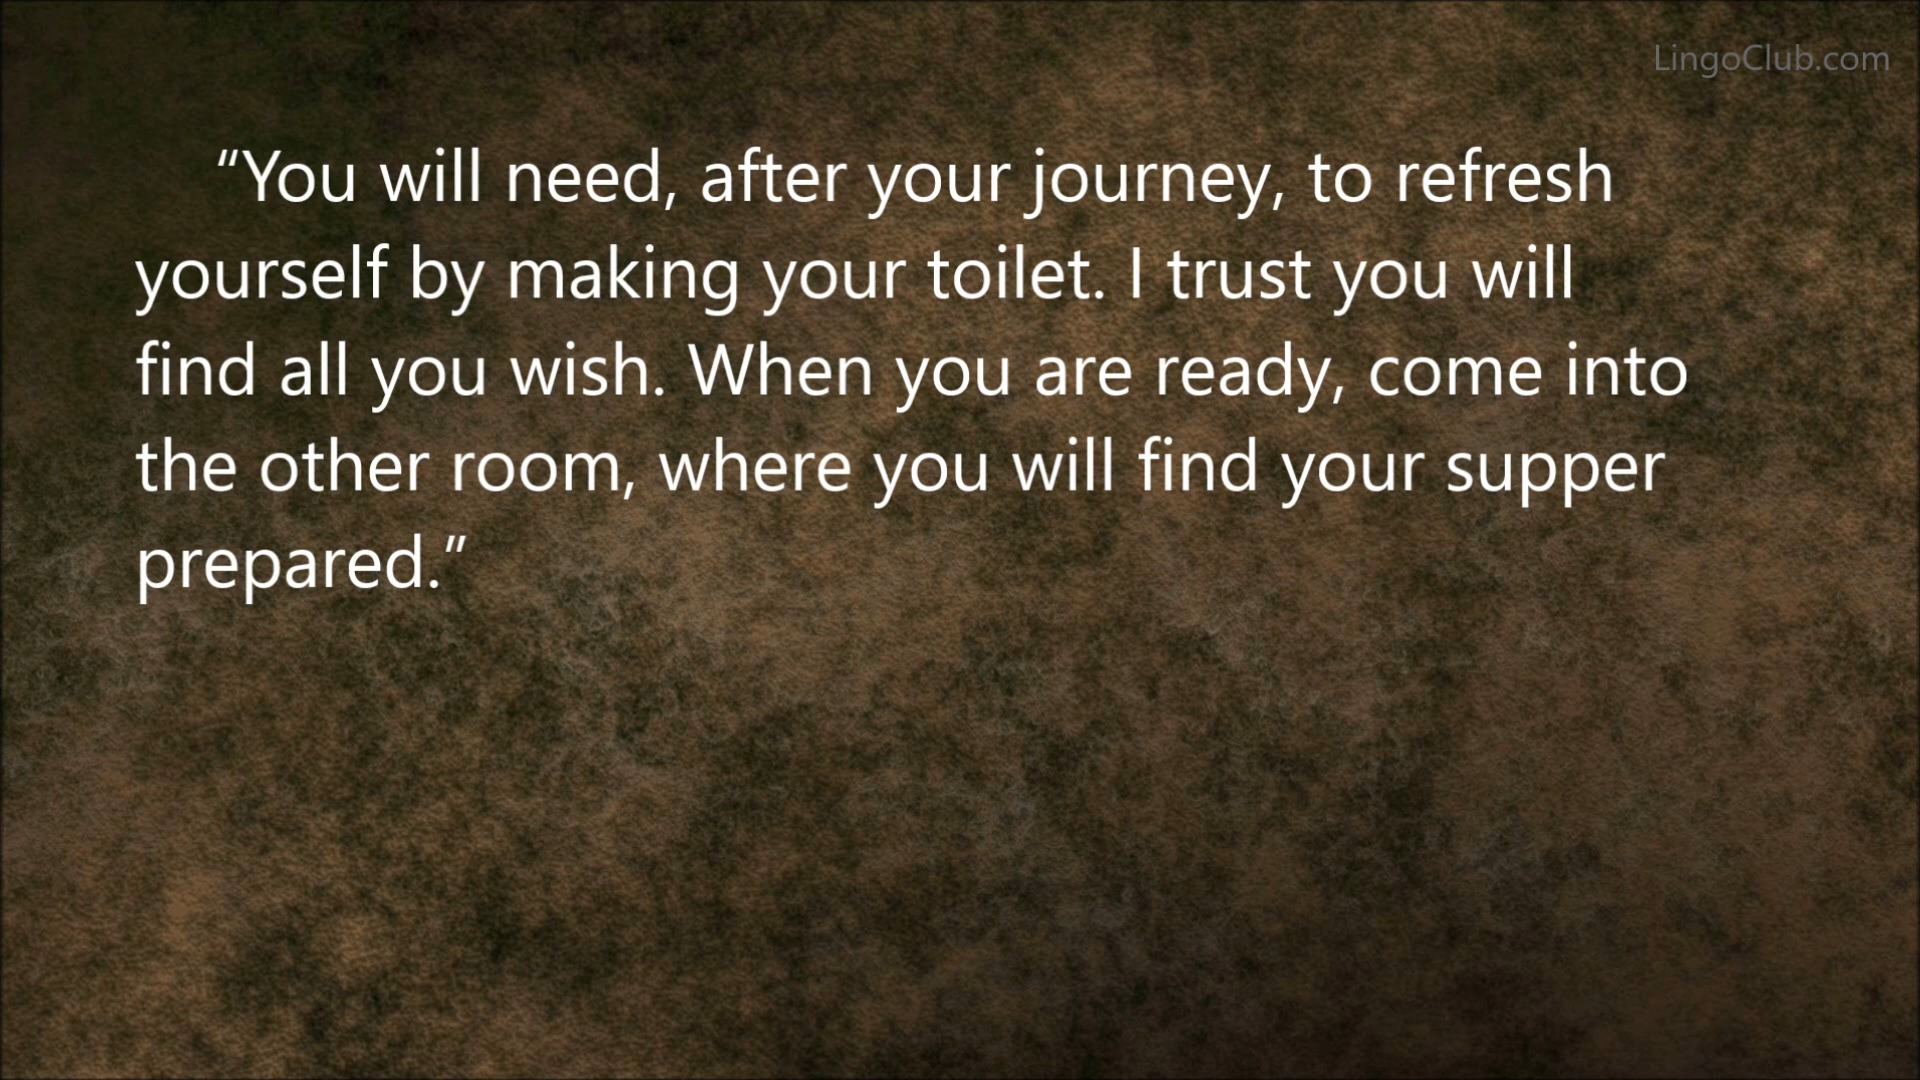 LingoClub.com
“You will need, after your journey, to refresh
yourself by making your toilet. I trust you will
find all you wish. When you are ready, come into
the other room, where you will find your supper
prepared.”